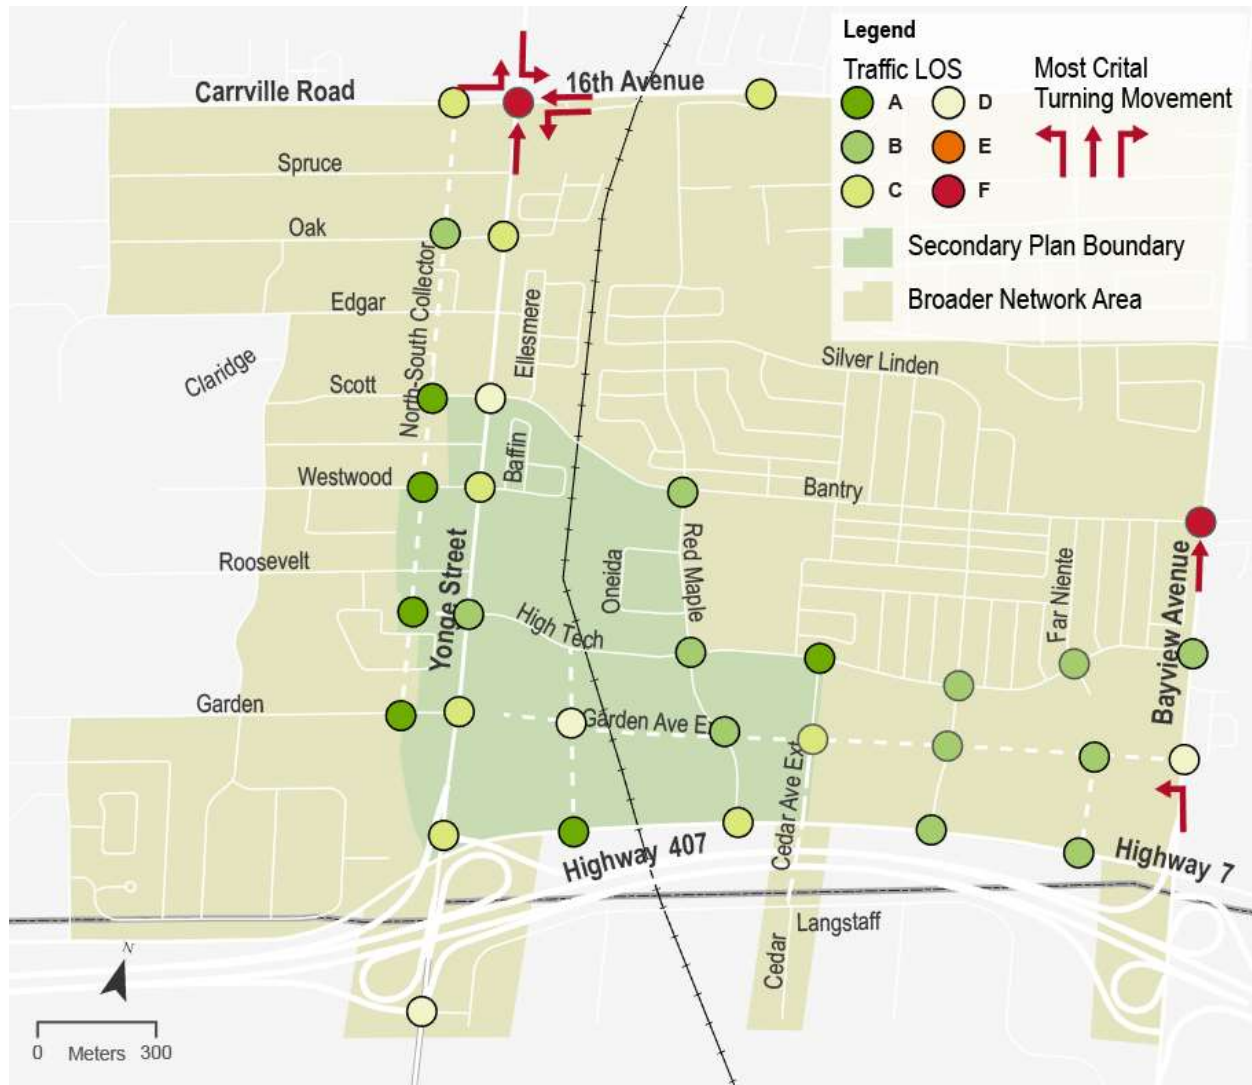 Legend
Traffic LOS
A
B
C
D
E
F
Most Crital
Turning Movement
Secondary Plan Boundary
Broader Network Area
Carrville Road
16th Avenue
Spruce
Oak
North-South Collector
Edgar
Ellesmere
Claridge
Scott
Silver Linden
Baffin
Westwood
Bantry
Roosevelt
Yonge Street
Oneida
Red Maple
Far Niente
High Tech
Bayview Avenue
Garden
Garden Ave Ex
Cedar Ave Ext
Highway 407
Highway 7
Langstaff
Cedar
N
0 Meters 300